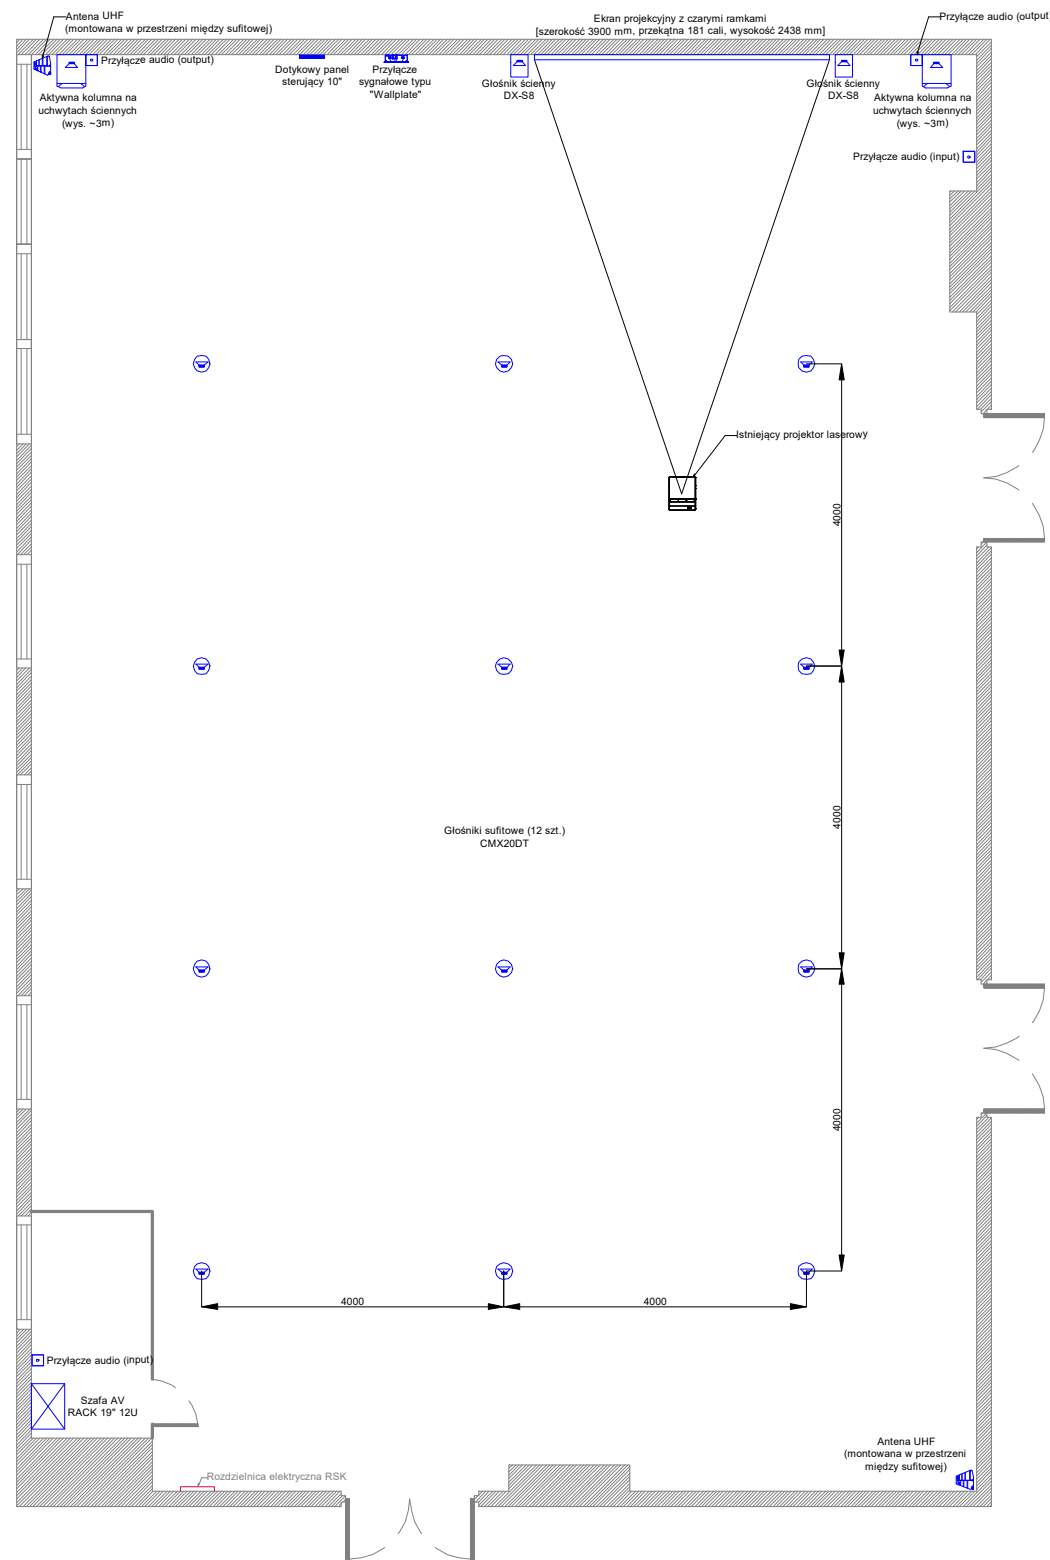 Antena UHF
(montowana w przestrzeni między sufitowej)
Ekran projekcyjny z czarymi ramkami
[szerokość 3900 mm, przekątna 181 cali, wysokość 2438 mm]
Przyłącze audio (output
Przyłącze audio (output)
Aktywna kolumna na
uchwytach ściennych
(wys. ~3m)
Dotykowy panel
sterujący 10"
Przyłącze
sygnałowe typu
"Wallplate"
Głośnik ścienny
DX-S8
Głośnik ścienny
DX-S8
Aktywna kolumna na
uchwytach ściennych
(wys. ~3m)
Przyłącze audio (input)
Istniejący projektor laserowy
4000
4000
Głośniki sufitowe (12 szt.)
CMX20DT
4000
4000
4000
Przyłącze audio (input)
Szafa AV
RACK 19" 12U
Antena UHF
(montowana w przestrzeni
między sufitowej)
Rozdzielnica elektryczna RSK